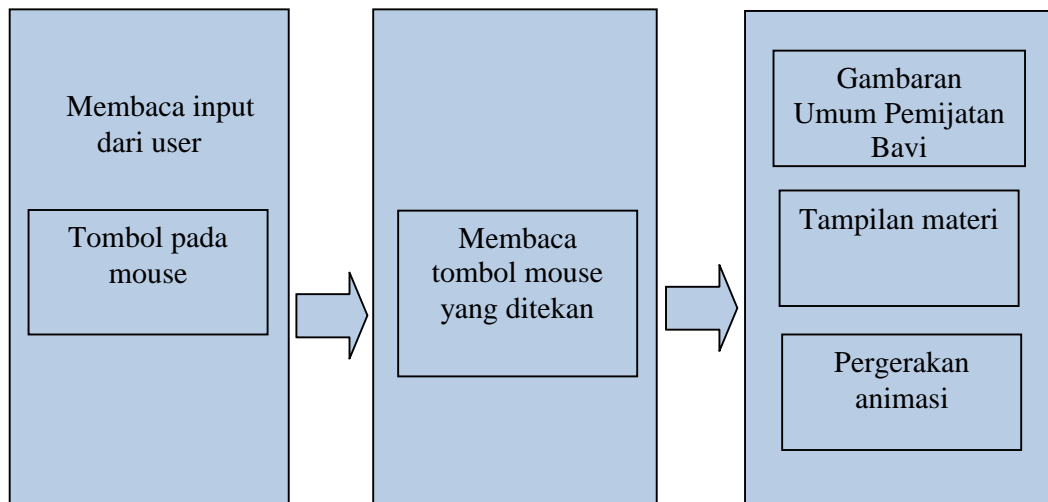 Membaca input
dari user
Tombol pada
mouse
Membaca
tombol mouse
yang ditekan
Gambaran
Umum Pemijatan
Bavi
Tampilan materi
Pergerakan
animasi